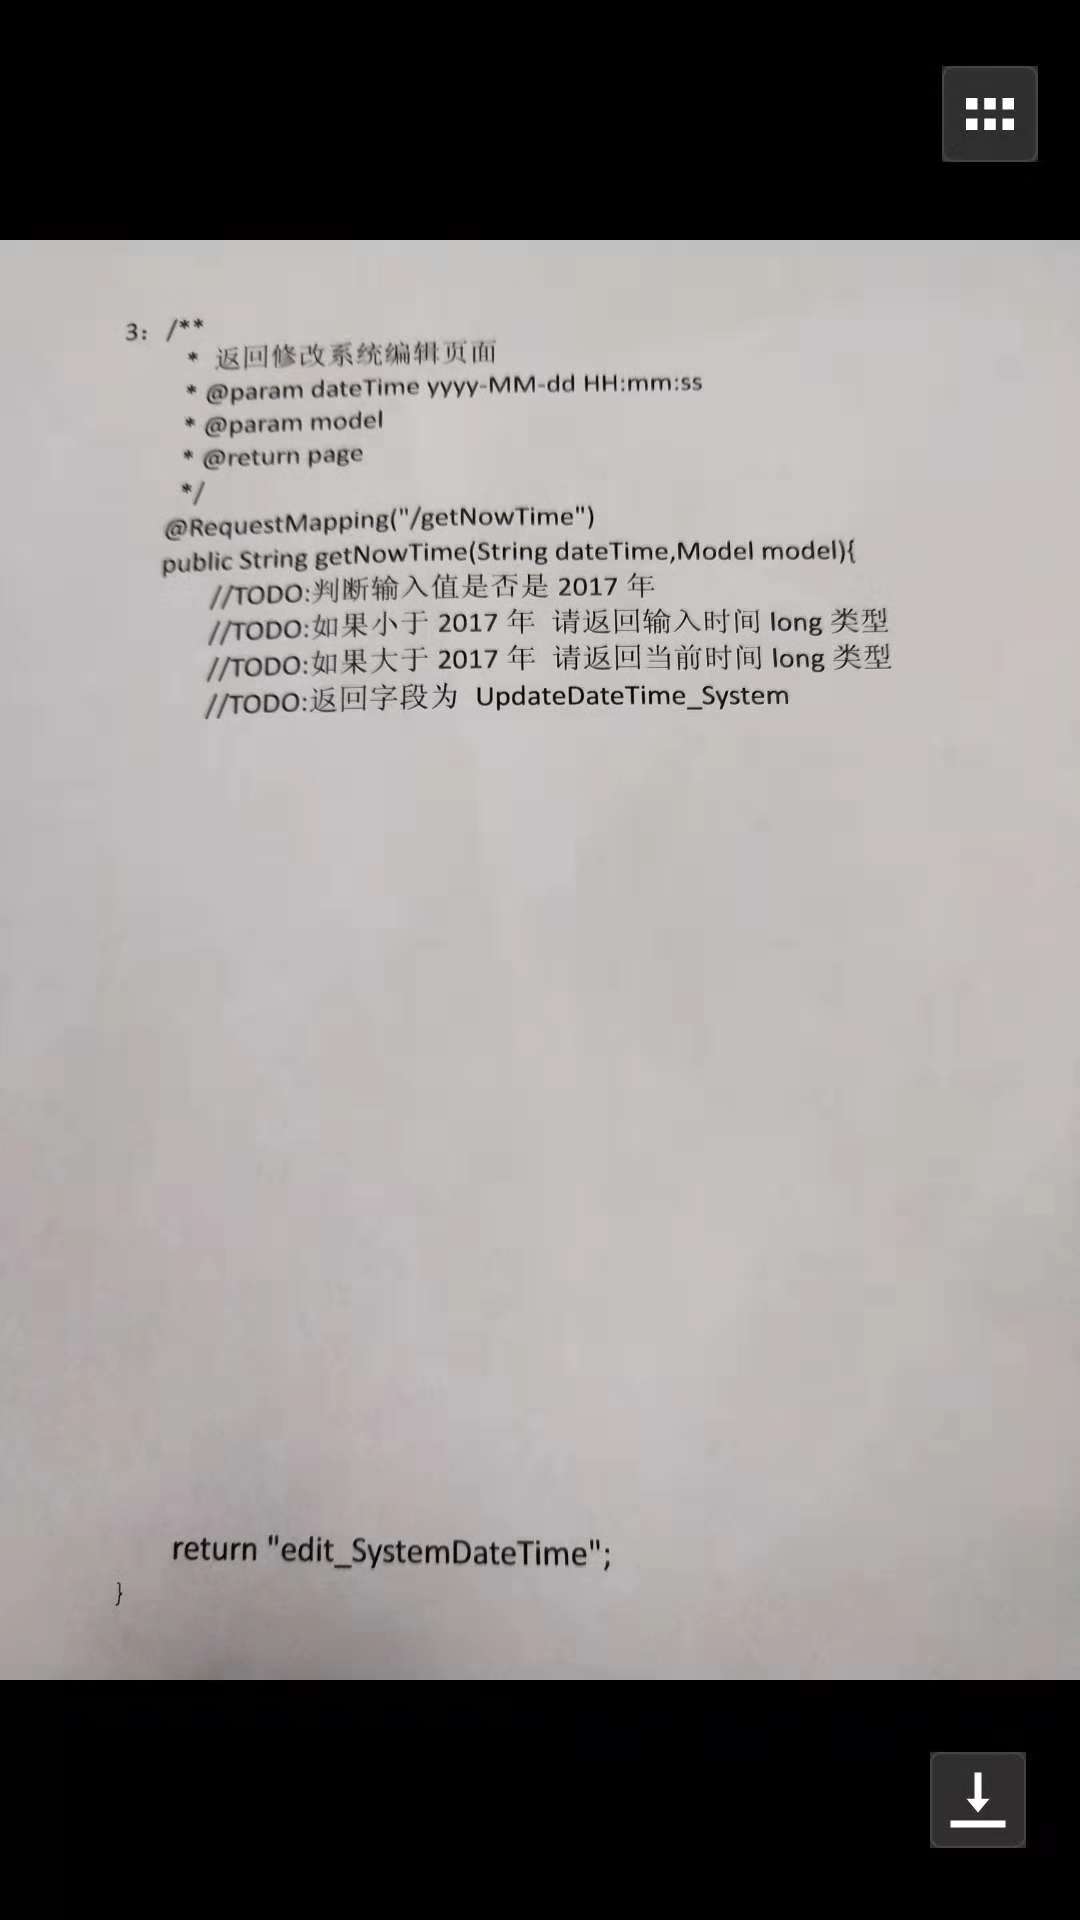 3: /**
* 返回修改系统编辑页面
* @param dateTime yyyy-MM-dd HH:mm:ss
* @param model
* @return page
*/
@RequestMapping("/getNowTime")
public String getNowTime(String dateTime,Model model){
//TODO:判断输入值是否是 2017 年
//TODO:如果小于 2017 年 请返回输入时间 long 类型
//TODO:如果大于 2017 年 请返回当前时间 long 类型
//TODO:返回字段为 UpdateDateTime_System
return "edit_SystemDateTime";
}